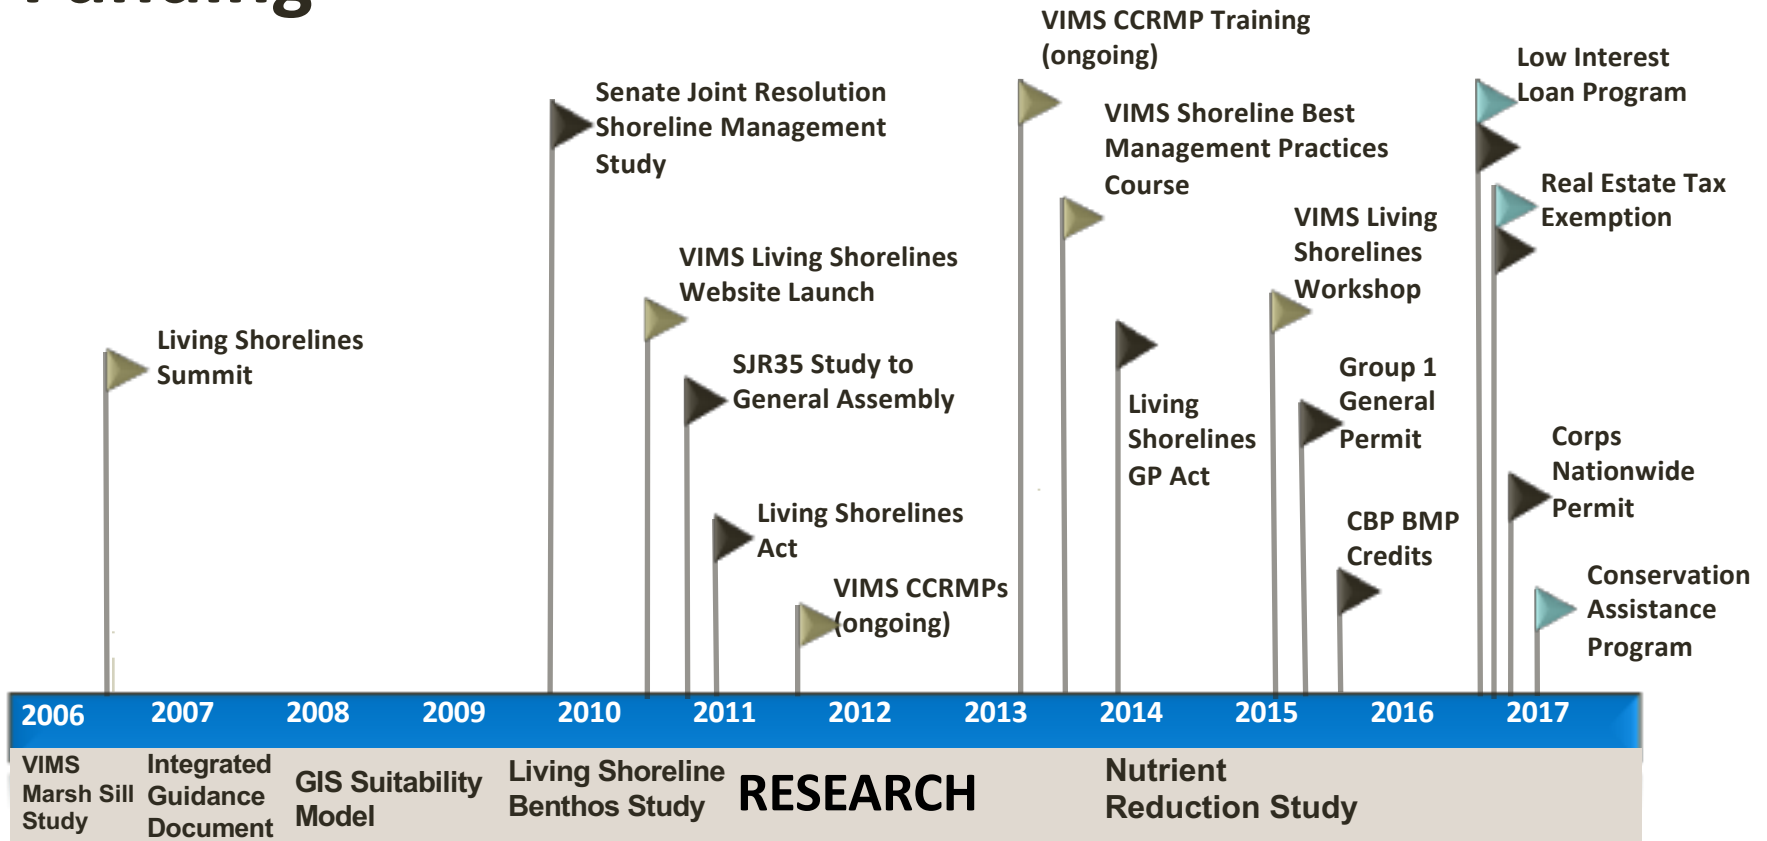 Funding
VIMS CCRMP Training
(ongoing)
Low Interest
Loan Program
Senate Joint Resolution
Shoreline Management
Study
VIMS Shoreline Best
Management Practices
Course
Real Estate Tax
Exemption
VIMS Living
Shorelines
Workshop
VIMS Living Shorelines
Website Launch
Living Shorelines
Summit
SJR35 Study to
General Assembly
Group 1
General
Permit
Living
Shorelines
GP Act
Corps
Nationwide
Permit
Living Shorelines
Act
CBP BMP
Credits
VIMS CCRMPs
(ongoing)
Conservation
Assistance
Program
2006 2007 2008 2009 2010 2011 2012 2013 2014 2015 2016 2017
VIMS
Marsh Sill
Study
Integrated
Guidance
Document
GIS Suitability
Model
Living Shoreline
Benthos Study
RESEARCH
Nutrient
Reduction Study